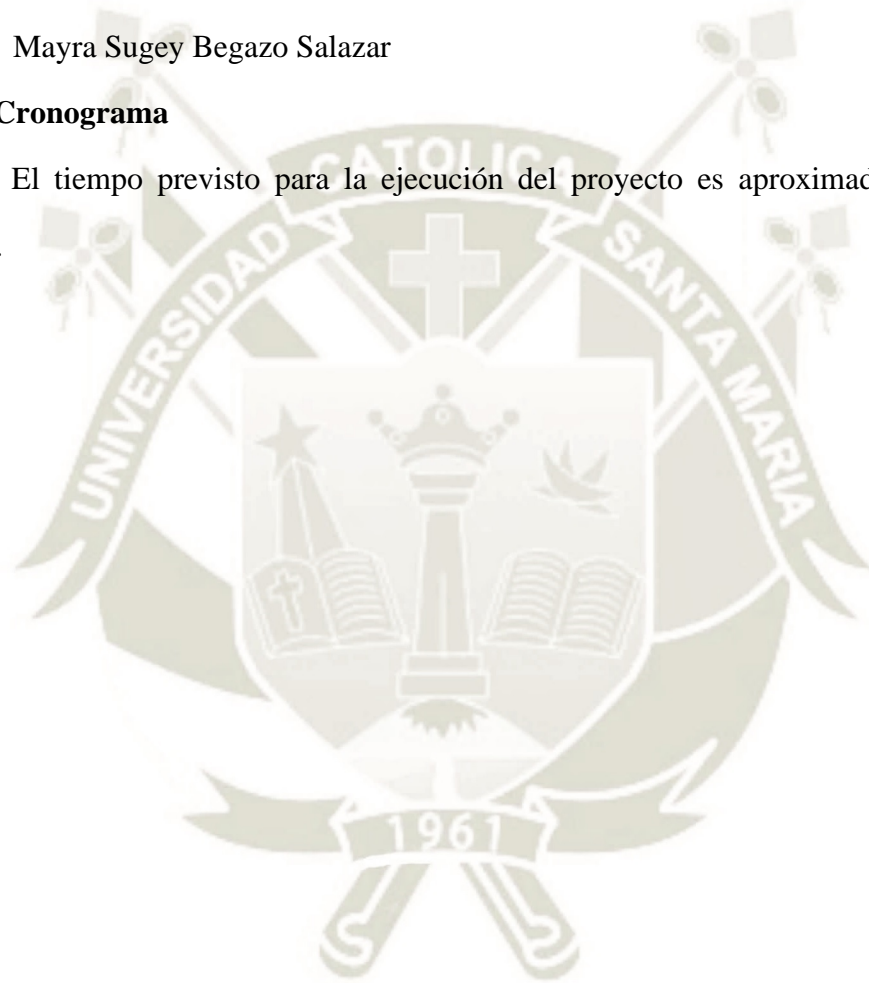 Mayra Sugey Begazo Salazar
Cronograma
El tiempo previsto para la ejecución del proyecto es
CATOLICA
UNIVERSIDAD
SANTA MARIA
1961